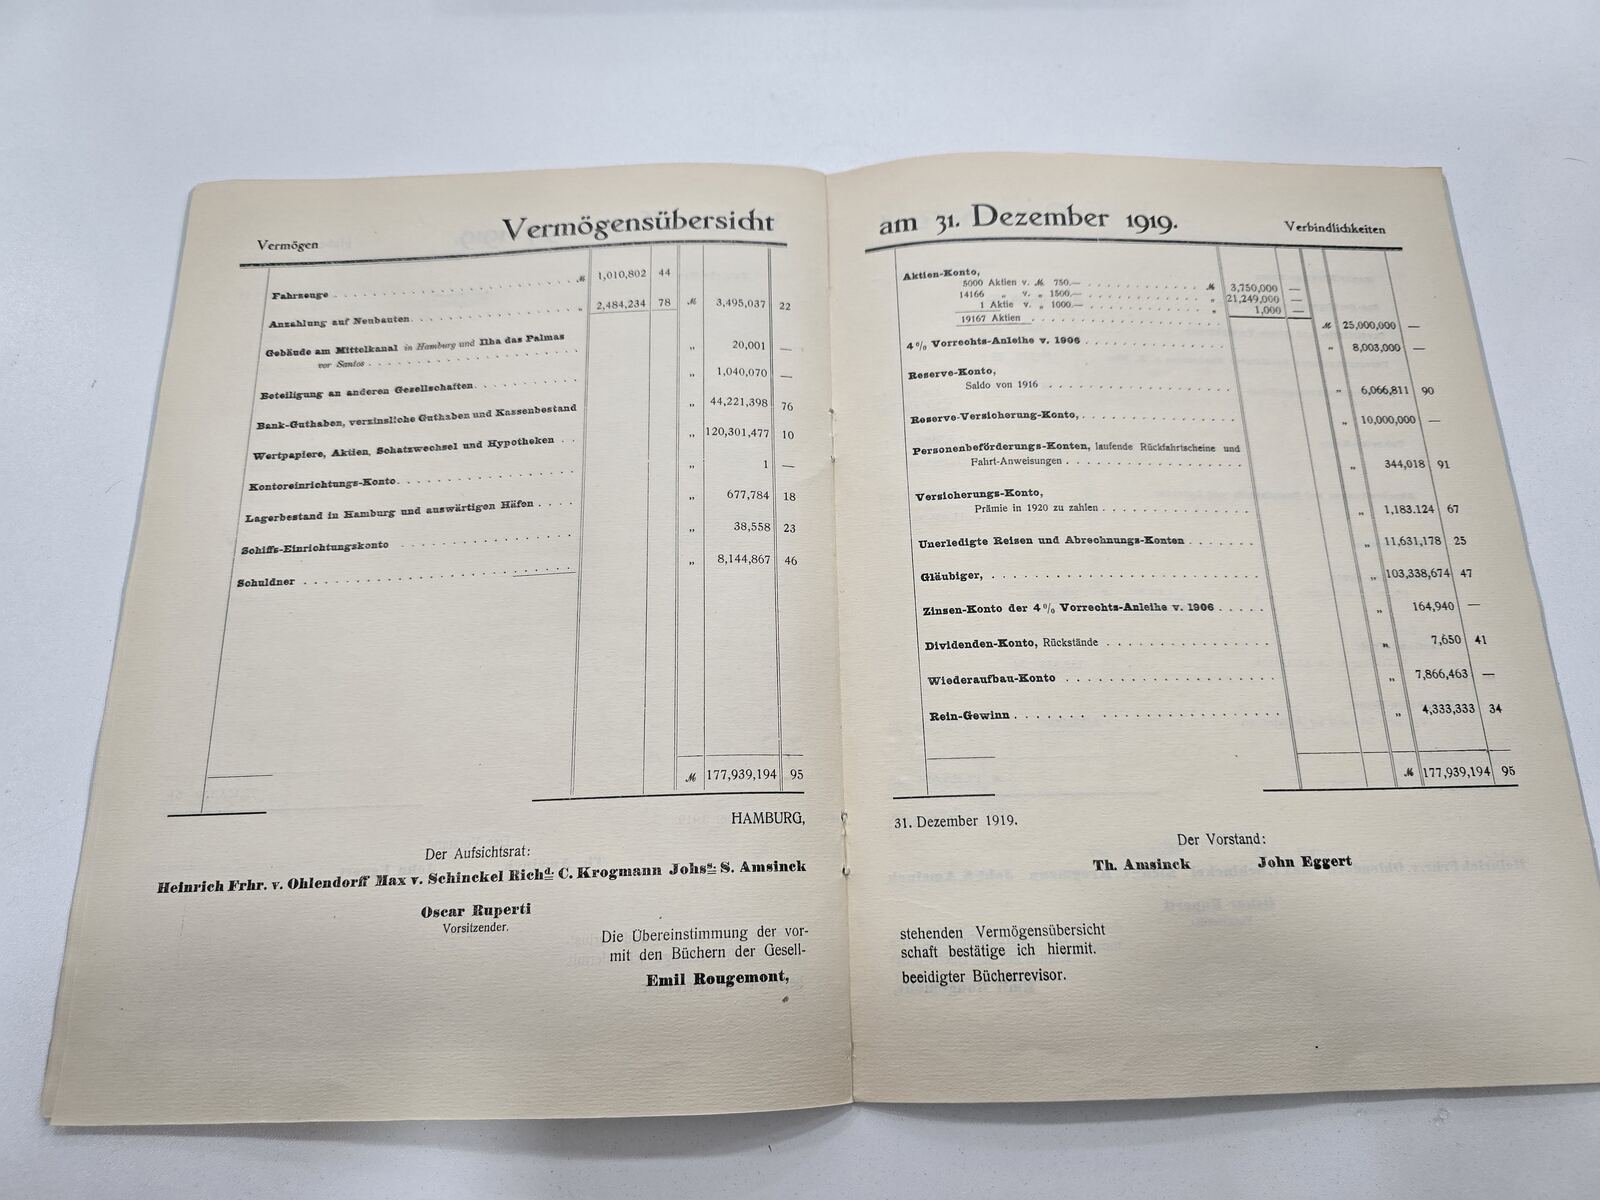 Vermögensübersicht
Vermögen
Fahrzeuge . . . ℳ 1,010,802 44
Anzahlung auf Neubauten . . . „ 2,484,234 78 ℳ 3,495,037 22
Gebäude am Mittelkanal in Hamburg und Ilha das Palmas
vor Santos . . . „ 20,001 —
Beteiligung an anderen Gesellschaften . . . „ 1,040,070 —
Bank-Guthaben, verzinsliche Guthaben und Kassenbestand „ 44,221,398 76
Wertpapiere, Aktien, Schatzwechsel und Hypotheken . . „ 120,301,477 10
Kontoreinrichtungs-Konto . . . „ 1 —
Lagerbestand in Hamburg und auswärtigen Häfen . . . . „ 677,784 18
Schiffs-Einrichtungskonto . . . „ 38,558 23
Schuldner . . . „ 8,144,867 46
ℳ 177,939,194 95
HAMBURG,
Der Aufsichtsrat:
Heinrich Frhr. v. Ohlendorff Max v. Schinckel Richd. C. Krogmann Johss. S. Amsinck
Oscar Ruperti
Vorsitzender.
Die Übereinstimmung der vor-
mit den Büchern der Gesell-
Emil Rougemont,
am 31. Dezember 1919.
Verbindlichkeiten
Aktien-Konto,
5000 Aktien v. ℳ 750.— . . . ℳ 3,750,000 —
14166 „ v. „ 1500.— . . . „ 21,249,000 —
1 Aktie v. „ 1000.— . . . „ 1,000 —
19167 Aktien . . . ℳ 25,000,000 —
4% Vorrechts-Anleihe v. 1906 . . . „ 8,003,000 —
Reserve-Konto,
Saldo von 1916 . . . „ 6,066,811 90
Reserve-Versicherung-Konto, . . . „ 10,000,000 —
Personenbeförderungs-Konten, laufende Rückfahrtscheine und
Fahrt-Anweisungen . . . „ 344,018 91
Versicherungs-Konto,
Prämie in 1920 zu zahlen . . . „ 1,183.124 67
Unerledigte Reisen und Abrechnungs-Konten . . . „ 11,631,178 25
Gläubiger, . . . „ 103,338,674 47
Zinsen-Konto der 4% Vorrechts-Anleihe v. 1906 . . . „ 164,940 —
Dividenden-Konto, Rückstände . . . „ 7,650 41
Wiederaufbau-Konto . . . „ 7,866,463 —
Rein-Gewinn . . . „ 4,333,333 34
ℳ 177,939,194 95
31. Dezember 1919.
Der Vorstand:
Th. Amsinck John Eggert
stehenden Vermögensübersicht
schaft bestätige ich hiermit.
beeidigter Bücherrevisor.